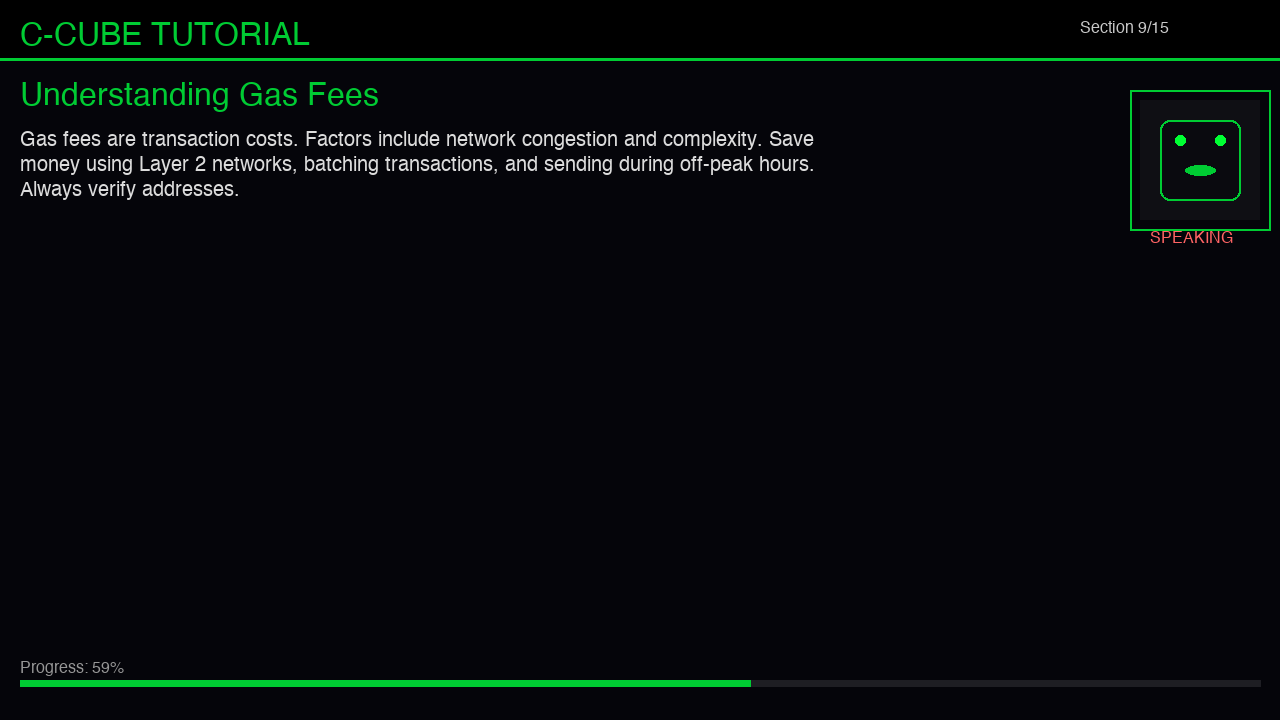 C-CUBE TUTORIAL
Section 9/15
Understanding Gas Fees
Gas fees are transaction costs. Factors include network congestion and complexity. Save
money using Layer 2 networks, batching transactions, and sending during off-peak hours.
Always verify addresses.
SPEAKING
Progress: 59%